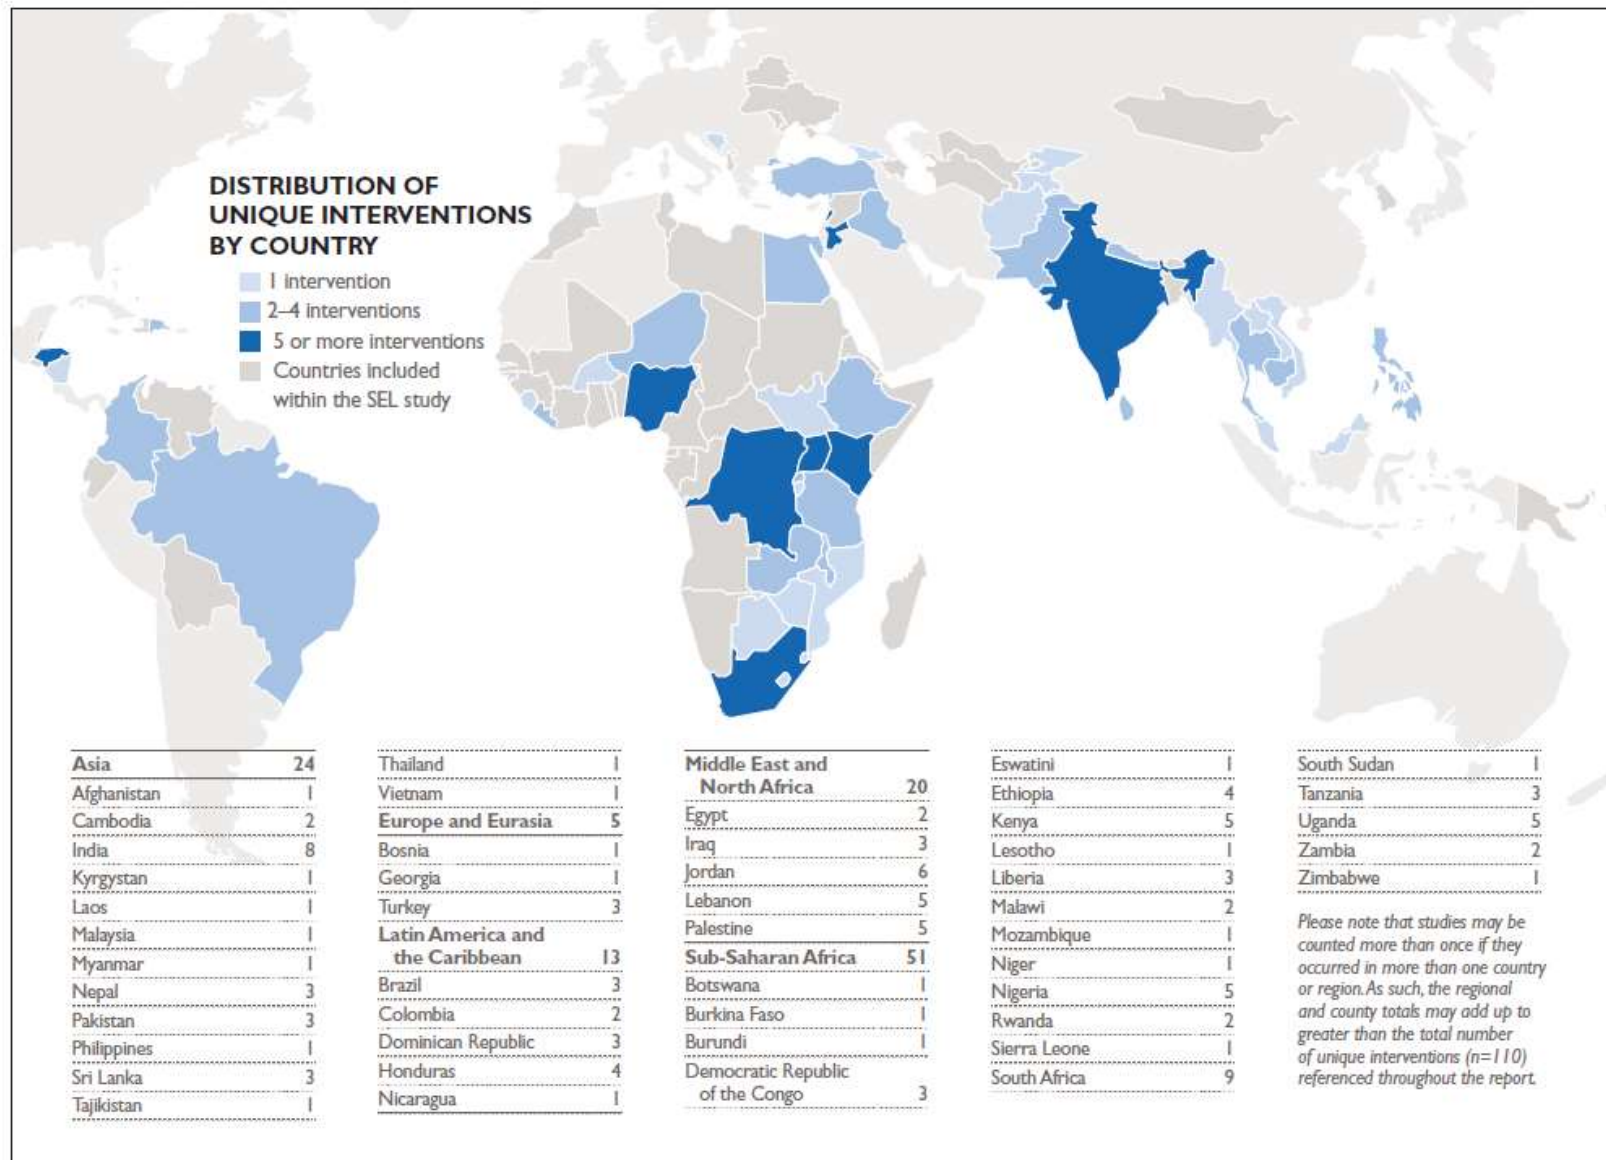 DISTRIBUTION OF
UNIQUE INTERVENTIONS
BY COUNTRY
1 intervention
2–4 interventions
5 or more interventions
Countries included
within the SEL study
Asia 24
Afghanistan 1
Cambodia 2
India 8
Kyrgystan 1
Laos 1
Malaysia 1
Myanmar 1
Nepal 3
Pakistan 3
Philippines 1
Sri Lanka 3
Tajikistan 1
Thailand 1
Vietnam 1
Europe and Eurasia 5
Bosnia 1
Georgia 1
Turkey 3
Latin America and
the Caribbean 13
Brazil 3
Colombia 2
Dominican Republic 3
Honduras 4
Nicaragua 1
Middle East and
North Africa 20
Egypt 2
Iraq 3
Jordan 6
Lebanon 5
Palestine 5
Sub-Saharan Africa 51
Botswana 1
Burkina Faso 1
Burundi 1
Democratic Republic
of the Congo 3
Eswatini 1
Ethiopia 4
Kenya 5
Lesotho 1
Liberia 3
Malawi 2
Mozambique 1
Niger 1
Nigeria 5
Rwanda 2
Sierra Leone 1
South Africa 9
South Sudan 1
Tanzania 3
Uganda 5
Zambia 2
Zimbabwe 1
Please note that studies may be
counted more than once if they
occurred in more than one country
or region. As such, the regional
and county totals may add up to
greater than the total number
of unique interventions (n=110)
referenced throughout the report.